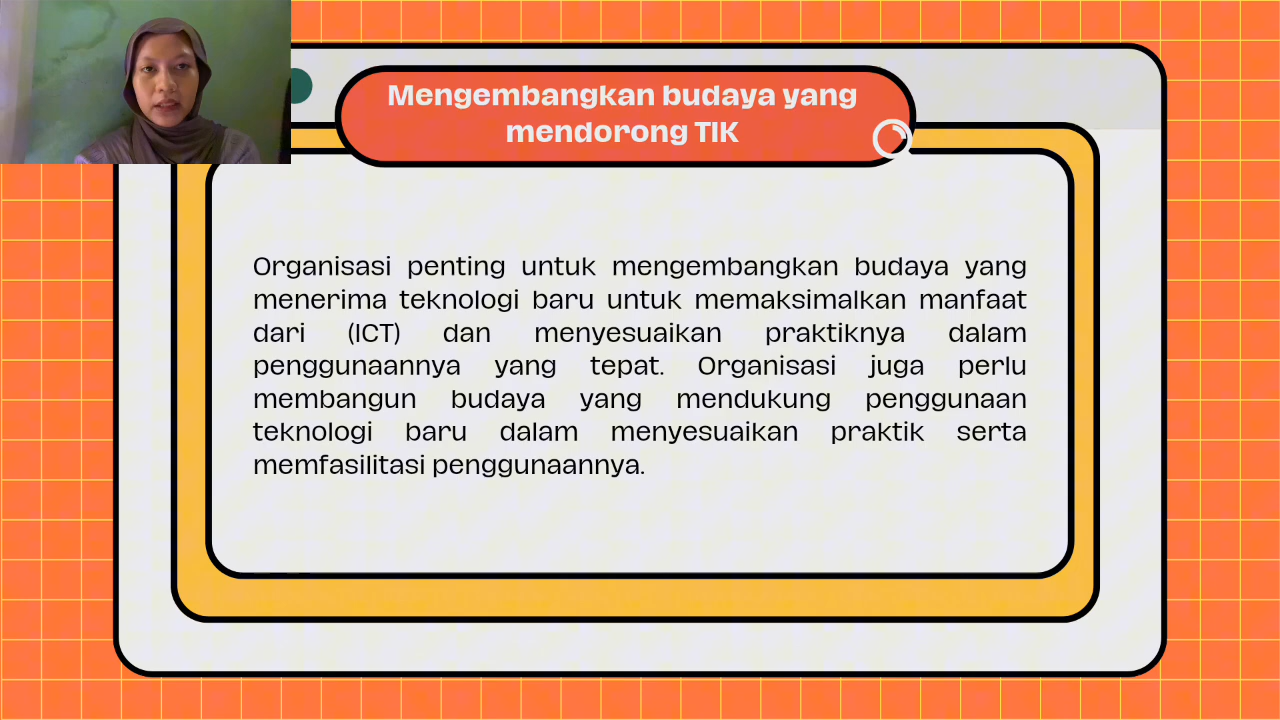 Mengembangkan budaya yang
mendorong TIK
Organisasi penting untuk mengembangkan budaya yang
menerima teknologi baru untuk memaksimalkan manfaat
dari (ICT) dan menyesuaikan praktiknya dalam
penggunaannya yang tepat. Organisasi juga perlu
membangun budaya yang mendukung penggunaan
teknologi baru dalam menyesuaikan praktik serta
memfasilitasi penggunaannya.